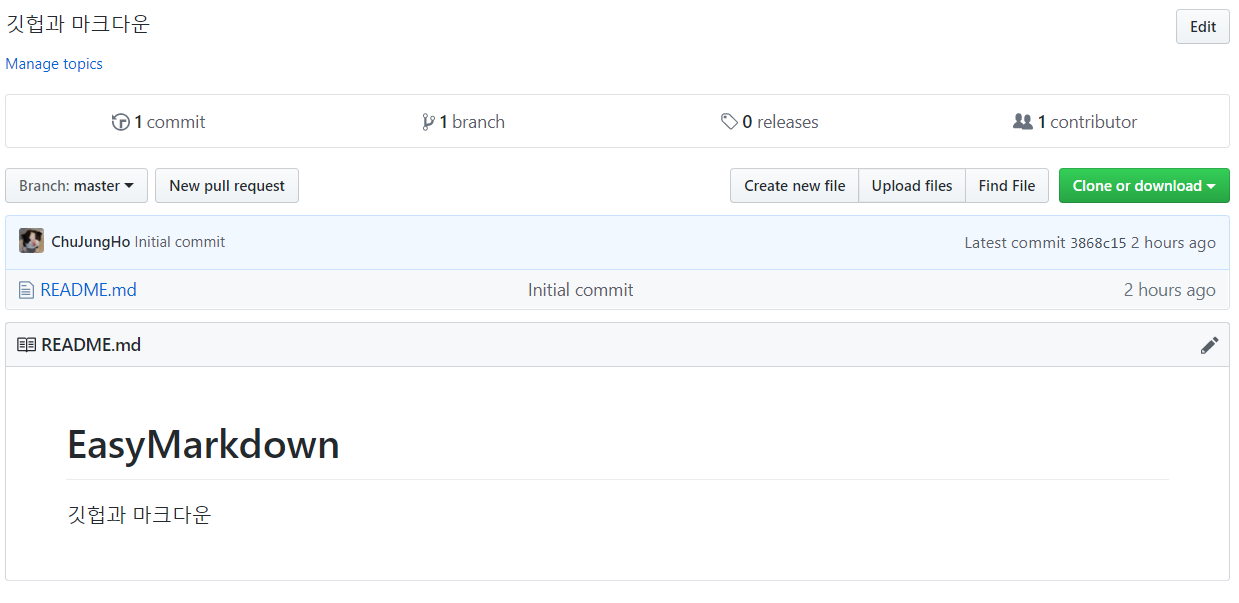 깃헙과 마크다운 Edit
Manage topics
1 commit 1 branch 0 releases 1 contributor
Branch: master New pull request Create new file Upload files Find File Clone or download
ChuJungHo Initial commit Latest commit 3868c15 2 hours ago
README.md Initial commit 2 hours ago
README.md
EasyMarkdown
깃헙과 마크다운